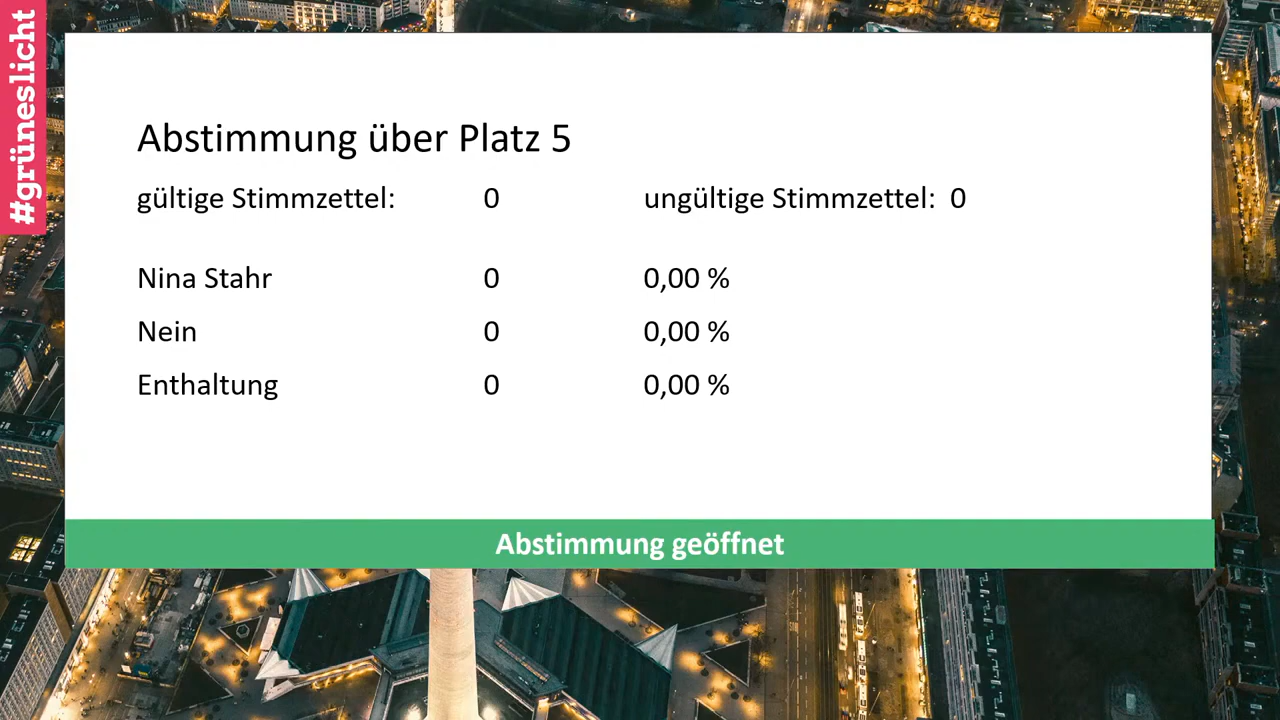 #grüneslicht
Abstimmung über Platz 5
gültige Stimmzettel: 0 ungültige Stimmzettel: 0
Nina Stahr 0 0,00 %
Nein 0 0,00 %
Enthaltung 0 0,00 %
Abstimmung geöffnet